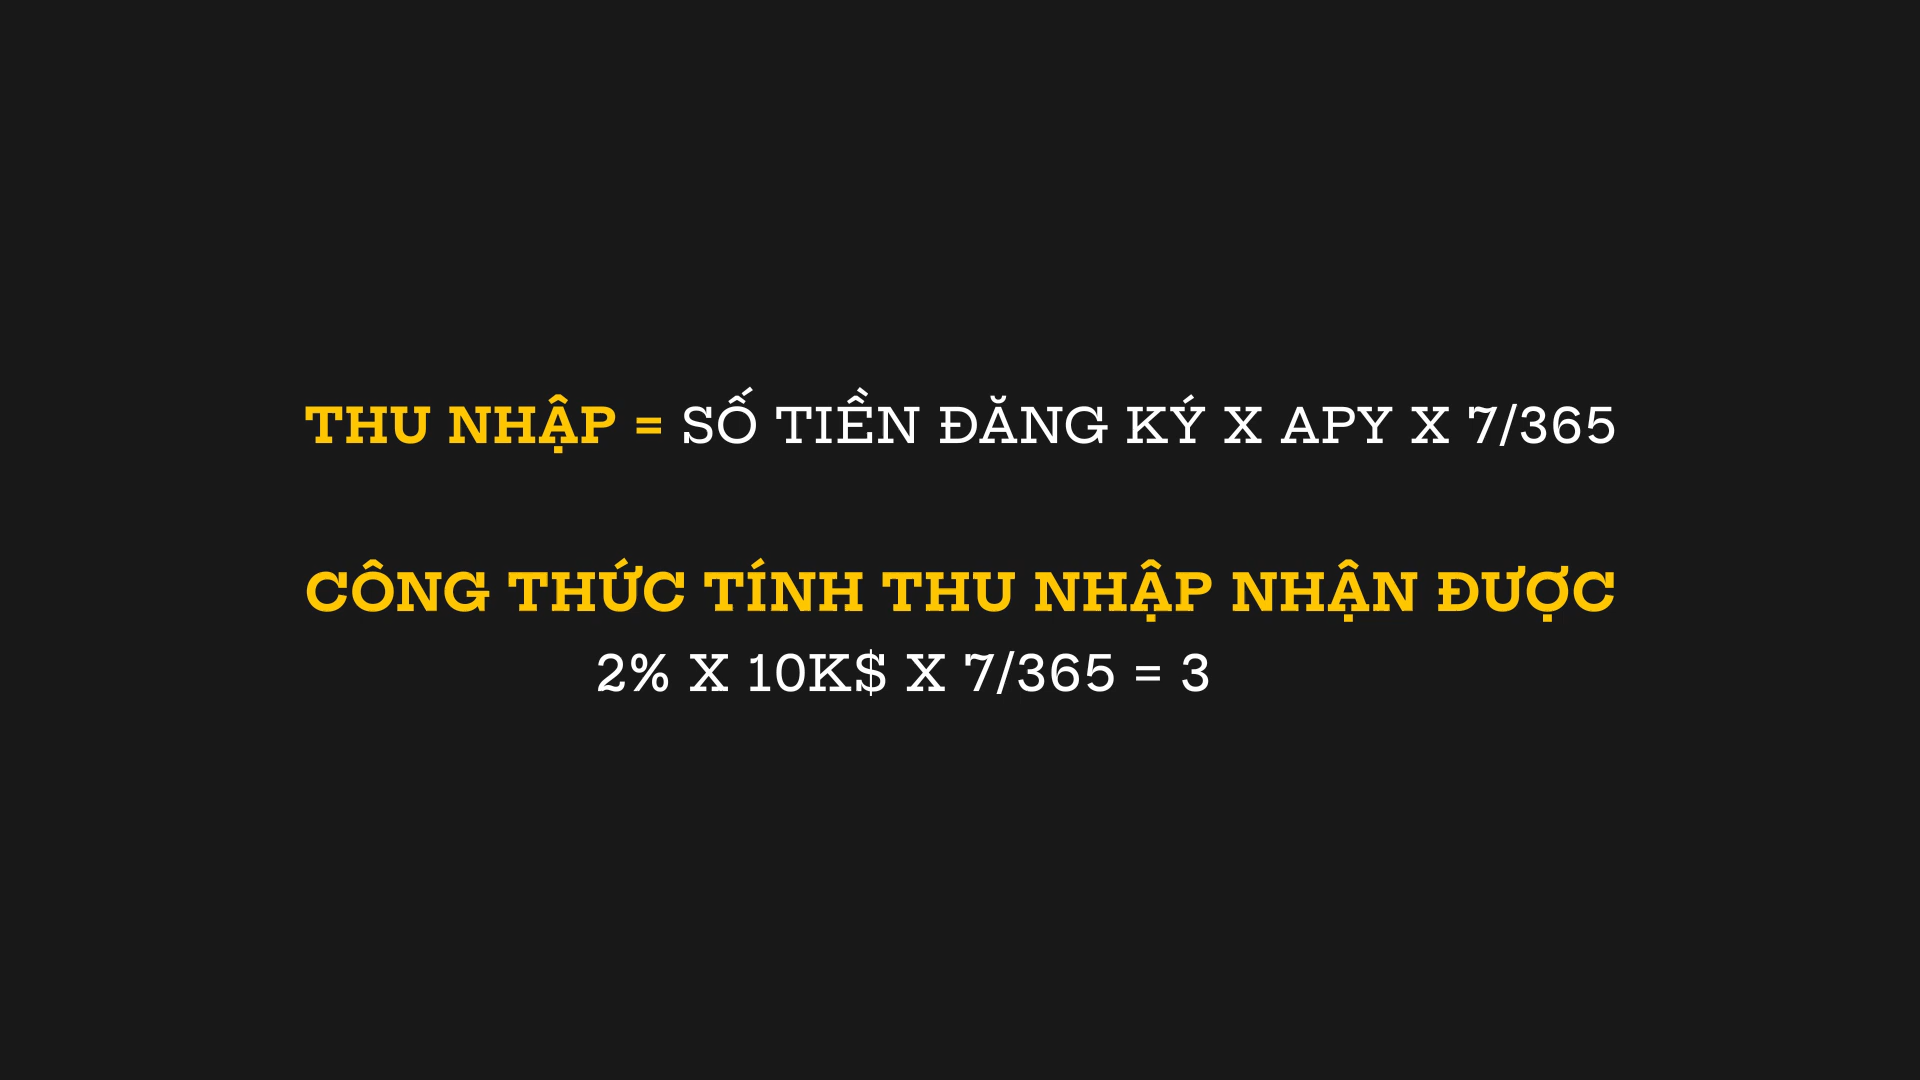 THU NHẬP = SỐ TIỀN ĐĂNG KÝ X APY X 7/365
CÔNG THỨC TÍNH THU NHẬP NHẬN ĐƯỢC
2% X 10K$ X 7/365 = 3